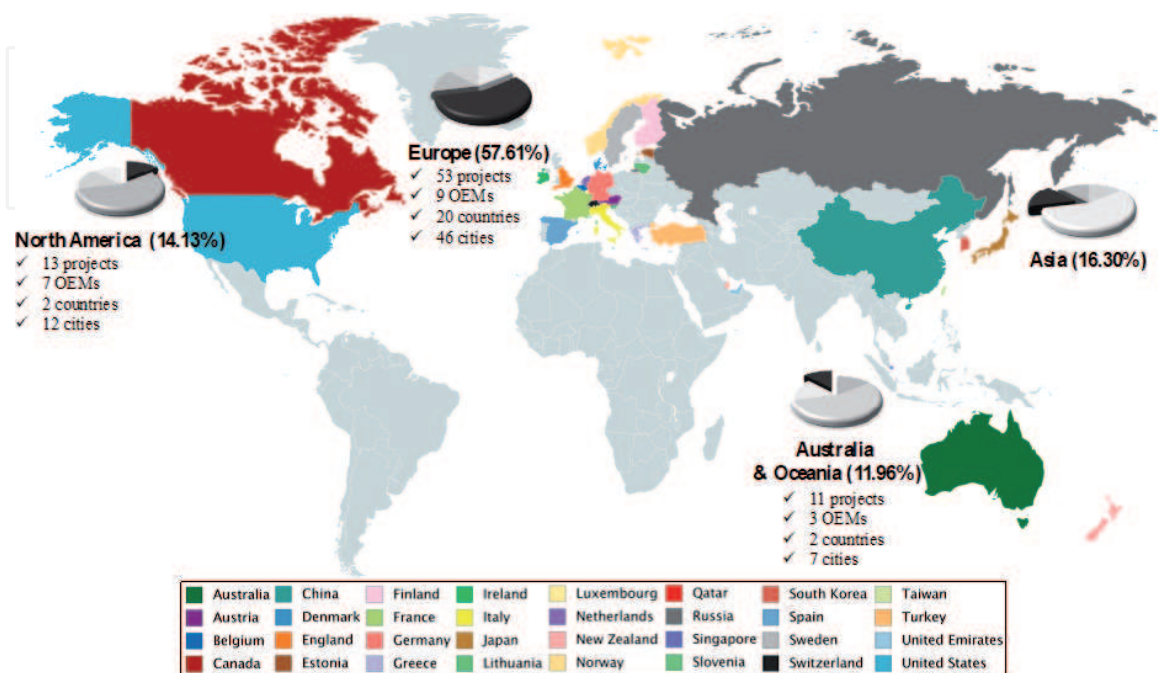 Europe (57.61%)
✓ 53 projects
✓ 9 OEMs
✓ 20 countries
✓ 46 cities
North America (14.13%)
✓ 13 projects
✓ 7 OEMs
✓ 2 countries
✓ 12 cities
Asia (16.30%)
Australia
& Oceania (11.96%)
✓ 11 projects
✓ 3 OEMs
✓ 2 countries
✓ 7 cities
Australia China Finland Ireland Luxembourg Qatar South Korea Taiwan
Austria Denmark France Italy Netherlands Russia Spain Turkey
Belgium England Germany Japan New Zealand Singapore Sweden United Emirates
Canada Estonia Greece Lithuania Norway Slovenia Switzerland United States